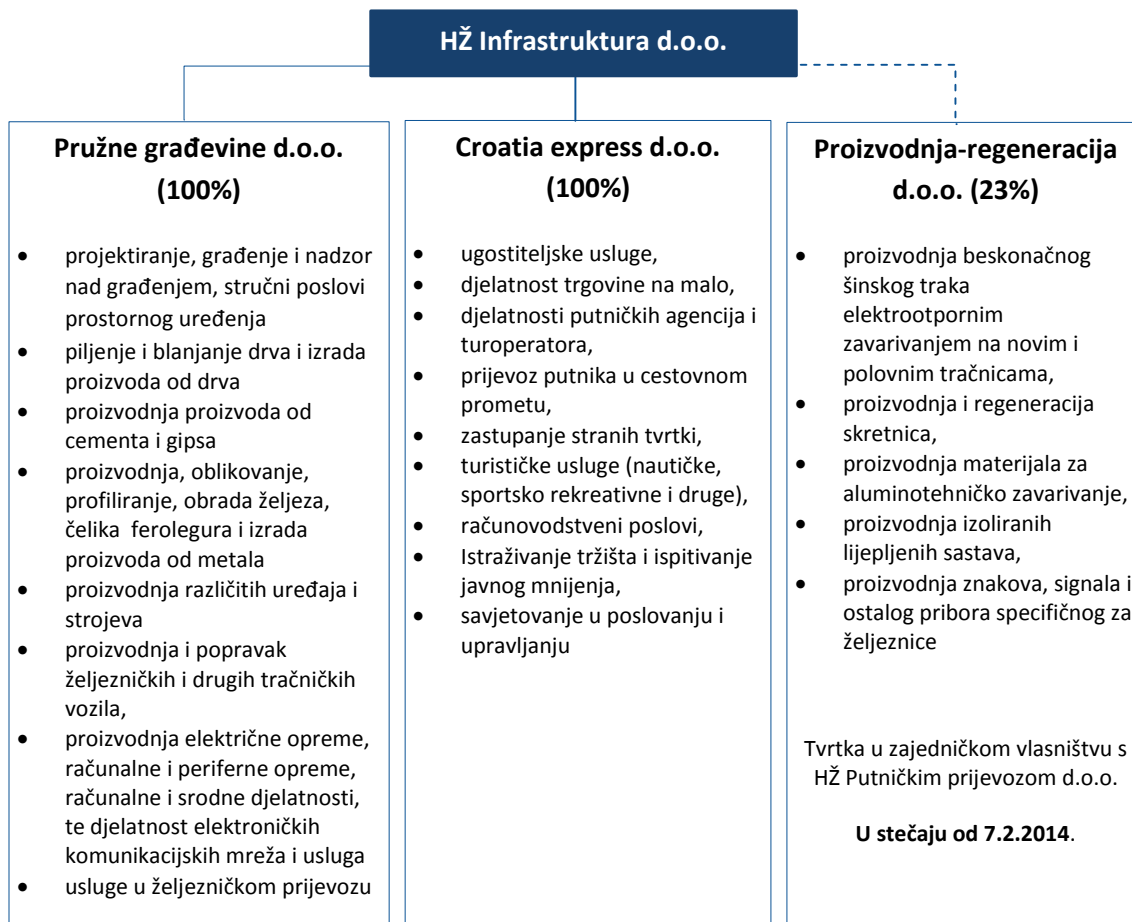 HŽ Infrastruktura d.o.o.
Pružne građevine d.o.o.
(100%)
• projektiranje, građenje i nadzor
nad građenjem, stručni poslovi
prostornog uređenja
• piljenje i blanjanje drva i izrada
proizvoda od drva
• proizvodnja proizvoda od
cementa i gipsa
• proizvodnja, oblikovanje,
profiliranje, obrada željeza,
čelika ferolegura i izrada
proizvoda od metala
• proizvodnja različitih uređaja i
strojeva
• proizvodnja i popravak
željezničkih i drugih tračničkih
vozila,
• proizvodnja električne opreme,
računalne i periferne opreme,
računalne i srodne djelatnosti,
te djelatnost elektroničkih
komunikacijskih mreža i usluga
• usluge u željezničkom prijevozu
Croatia express d.o.o.
(100%)
• ugostiteljske usluge,
• djelatnost trgovine na malo,
• djelatnosti putničkih agencija i
turoperatora,
• prijevoz putnika u cestovnom
prometu,
• zastupanje stranih tvrtki,
• turističke usluge (nautičke,
sportsko rekreativne i druge),
• računovodstveni poslovi,
• Istraživanje tržišta i ispitivanje
javnog mnijenja,
• savjetovanje u poslovanju i
upravljanju
Proizvodnja-regeneracija
d.o.o. (23%)
• proizvodnja beskonačnog
šinskog traka
elektrootpornim
zavarivanjem na novim i
polovnim tračnicama,
• proizvodnja i regeneracija
skretnica,
• proizvodnja materijala za
aluminotehničko zavarivanje,
• proizvodnja izoliranih
lijepljenih sastava,
• proizvodnja znakova, signala i
ostalog pribora specifičnog za
željeznice
Tvrtka u zajedničkom vlasništvu s
HŽ Putničkim prijevozom d.o.o.
U stečaju od 7.2.2014.